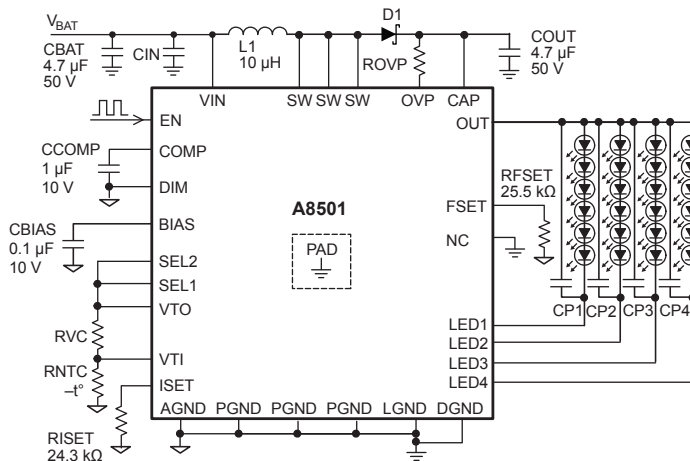 VBAT
D1
CBAT
4.7 µF
50 V
CIN
L1
10 µH
ROVP
COUT
4.7 µF
50 V
VIN
SW SW SW
OVP
CAP
EN
OUT
CCOMP
1 µF
10 V
COMP
DIM
RFSET
25.5 kΩ
A8501
FSET
CBIAS
0.1 µF
10 V
BIAS
PAD
NC
SEL2
SEL1
VTO
CP1
CP2
CP3
CP4
RVC
LED1
LED2
VTI
LED3
RNTC
–t°
ISET
LED4
AGND
PGND
PGND
PGND
LGND
DGND
RISET
24.3 kΩ